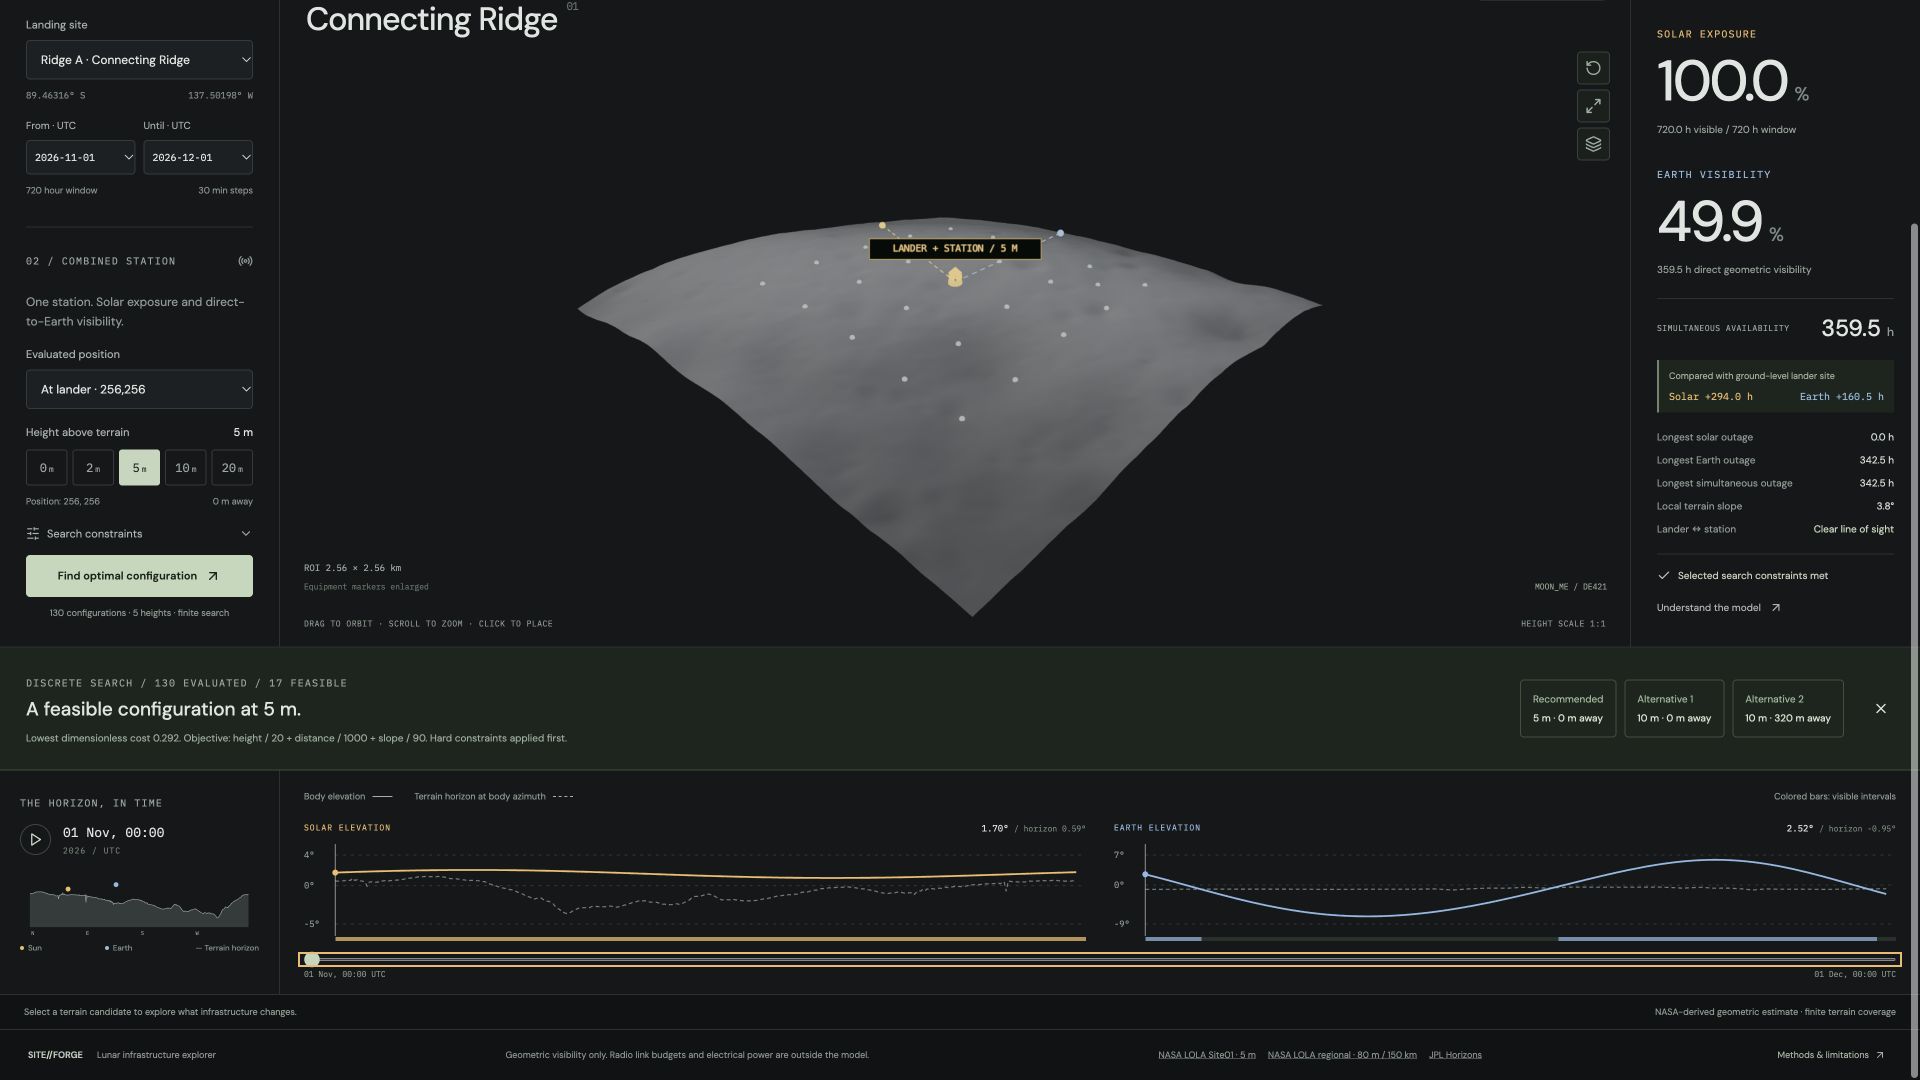 Landing site
Ridge A · Connecting Ridge
89.46316° S 137.50198° W
From · UTC Until · UTC
2026-11-01 2026-12-01
720 hour window 30 min steps
02 / COMBINED STATION
One station. Solar exposure and direct-
to-Earth visibility.
Evaluated position
At lander · 256,256
Height above terrain 5 m
0 m 2 m 5 m 10 m 20 m
Position: 256, 256 0 m away
Search constraints
Find optimal configuration
130 configurations · 5 heights · finite search
Connecting Ridge 01
LANDER + STATION / 5 M
ROI 2.56 × 2.56 km
Equipment markers enlarged
MOON_ME / DE421
DRAG TO ORBIT · SCROLL TO ZOOM · CLICK TO PLACE
HEIGHT SCALE 1:1
SOLAR EXPOSURE
100.0 %
720.0 h visible / 720 h window
EARTH VISIBILITY
49.9 %
359.5 h direct geometric visibility
SIMULTANEOUS AVAILABILITY 359.5 h
Compared with ground-level lander site
Solar +294.0 h Earth +160.5 h
Longest solar outage 0.0 h
Longest Earth outage 342.5 h
Longest simultaneous outage 342.5 h
Local terrain slope 3.8°
Lander ↔ station Clear line of sight
Selected search constraints met
Understand the model
DISCRETE SEARCH / 130 EVALUATED / 17 FEASIBLE
A feasible configuration at 5 m.
Lowest dimensionless cost 0.292. Objective: height / 20 + distance / 1000 + slope / 90. Hard constraints applied first.
Recommended
5 m · 0 m away
Alternative 1
10 m · 0 m away
Alternative 2
10 m · 320 m away
THE HORIZON, IN TIME
01 Nov, 00:00
2026 / UTC
N E S W
Sun Earth Terrain horizon
Body elevation Terrain horizon at body azimuth Colored bars: visible intervals
SOLAR ELEVATION 1.70° / horizon 0.59°
4°
0°
-5°
EARTH ELEVATION 2.52° / horizon -0.95°
7°
0°
-9°
01 Nov, 00:00 UTC 01 Dec, 00:00 UTC
Select a terrain candidate to explore what infrastructure changes. NASA-derived geometric estimate · finite terrain coverage
SITE//FORGE Lunar infrastructure explorer Geometric visibility only. Radio link budgets and electrical power are outside the model. NASA LOLA Site01 · 5 m NASA LOLA regional · 80 m / 150 km JPL Horizons Methods & limitations